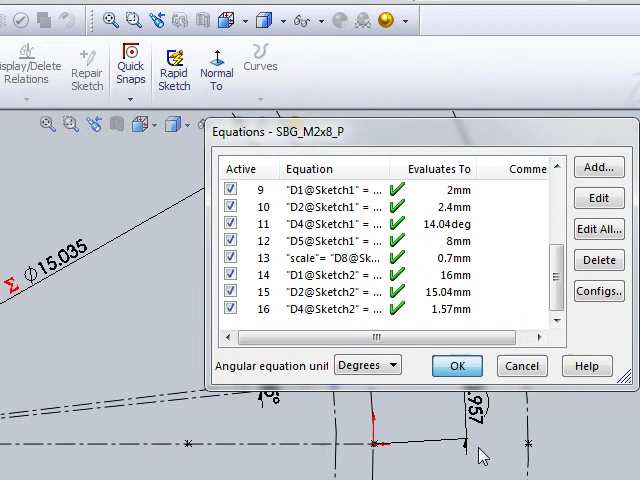 Display/Delete Relations
Repair Sketch
Quick Snaps
Rapid Sketch
Normal To
Curves
Equations - SBG_M2x8_P
Active Equation Evaluates To Comme
9 "D1@Sketch1" = ... 2mm
10 "D2@Sketch1" = ... 2.4mm
11 "D4@Sketch1" = ... 14.04deg
12 "D5@Sketch1" = ... 8mm
13 "scale"= "D8@Sk... 0.7mm
14 "D1@Sketch2" = ... 16mm
15 "D2@Sketch2" = ... 15.04mm
16 "D4@Sketch2" = ... 1.57mm
Add...
Edit
Edit All...
Delete
Configs..
Angular equation unit Degrees OK Cancel Help
Σ ⌀15.035
.957